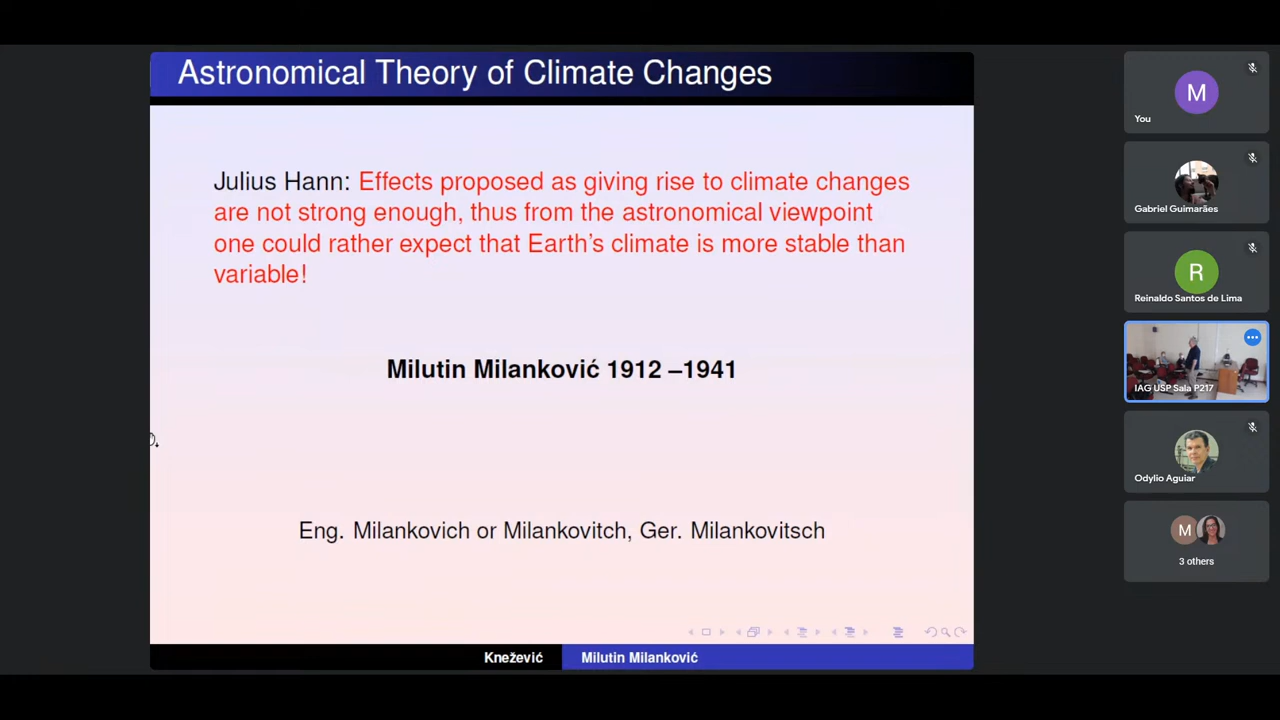 Astronomical Theory of Climate Changes
Julius Hann: Effects proposed as giving rise to climate changes
are not strong enough, thus from the astronomical viewpoint
one could rather expect that Earth's climate is more stable than
variable!
Milutin Milanković 1912 –1941
Eng. Milankovich or Milankovitch, Ger. Milankovitsch
Knežević
Milutin Milanković
M
You
Gabriel Guimarães
R
Reinaldo Santos de Lima
IAG USP Sala P217
Odylio Aguiar
M
3 others